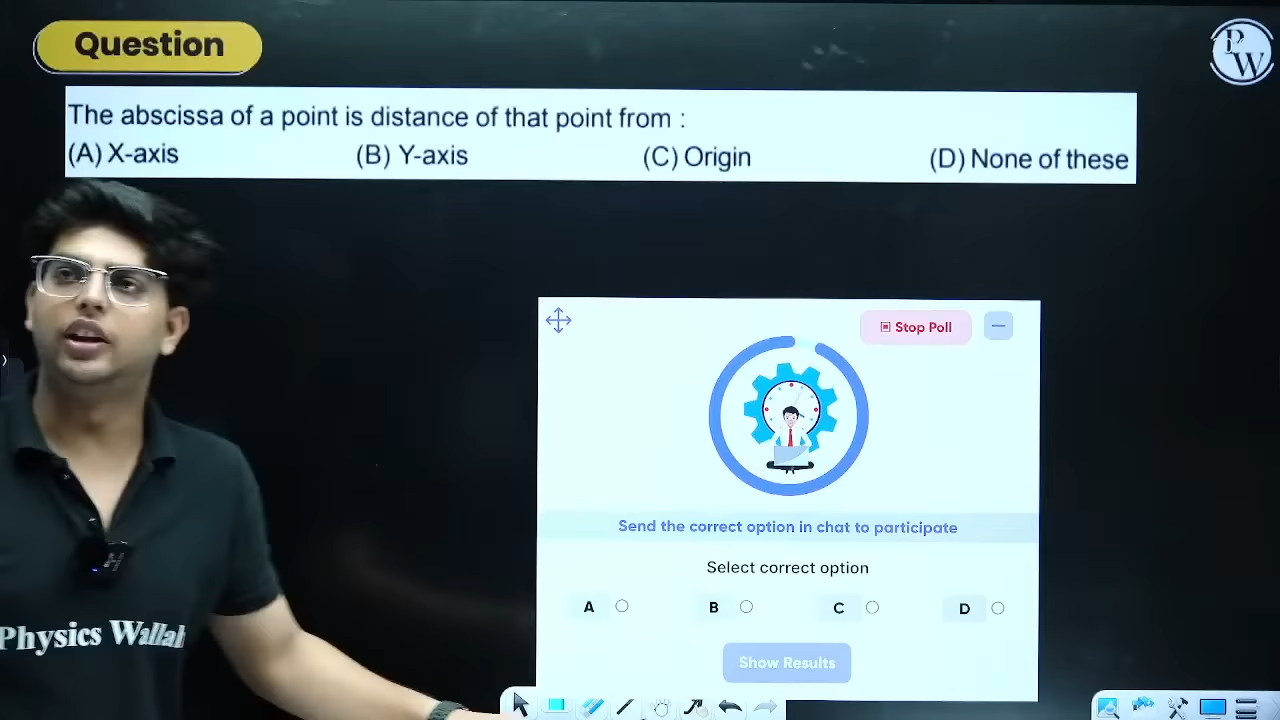 Question
PW
The abscissa of a point is distance of that point from :
(A) X-axis (B) Y-axis (C) Origin (D) None of these
Stop Poll
Send the correct option in chat to participate
Select correct option
A B C D
Show Results
Physics Wallah